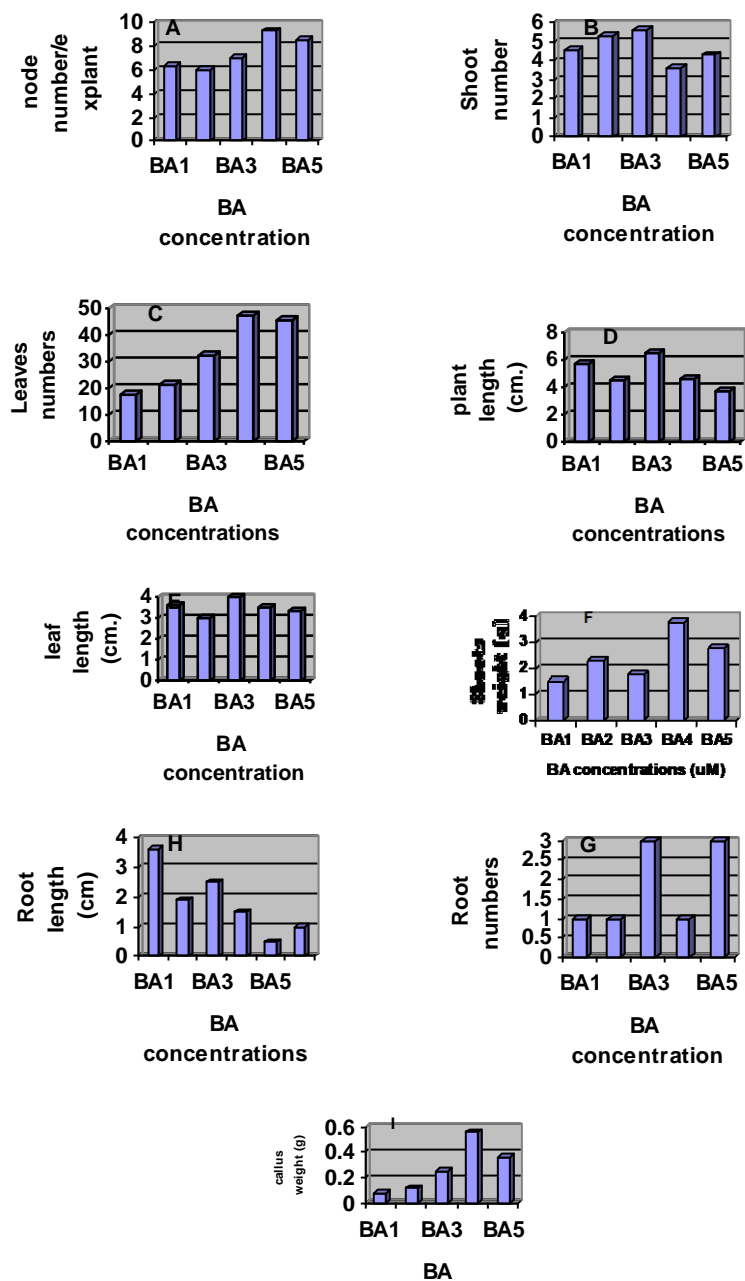 node
number/e
xplant
10
8
6
4
2
0
A
BA1 BA3 BA5
BA
concentration
Shoot
number
6
5
4
3
2
1
0
B
BA1 BA3 BA5
BA
concentration
Leaves
numbers
50
40
30
20
10
0
C
BA1 BA3 BA5
BA
concentrations
plant
length
(cm.)
8
6
4
2
0
D
BA1 BA3 BA5
BA
concentrations
leaf
length
(cm.)
4
3
2
1
0
E
BA1 BA3 BA5
BA
concentration
Shoots
weight (g)
4
3
2
1
0
F
BA1 BA2 BA3 BA4 BA5
BA concentrations (uM)
Root
length
(cm)
4
3
2
1
0
H
BA1 BA3 BA5
BA
concentrations
Root
numbers
3
2.5
2
1.5
1
0.5
0
G
BA1 BA3 BA5
BA
concentration
callus
weight (g)
0.6
0.4
0.2
0
I
BA1 BA3 BA5
BA